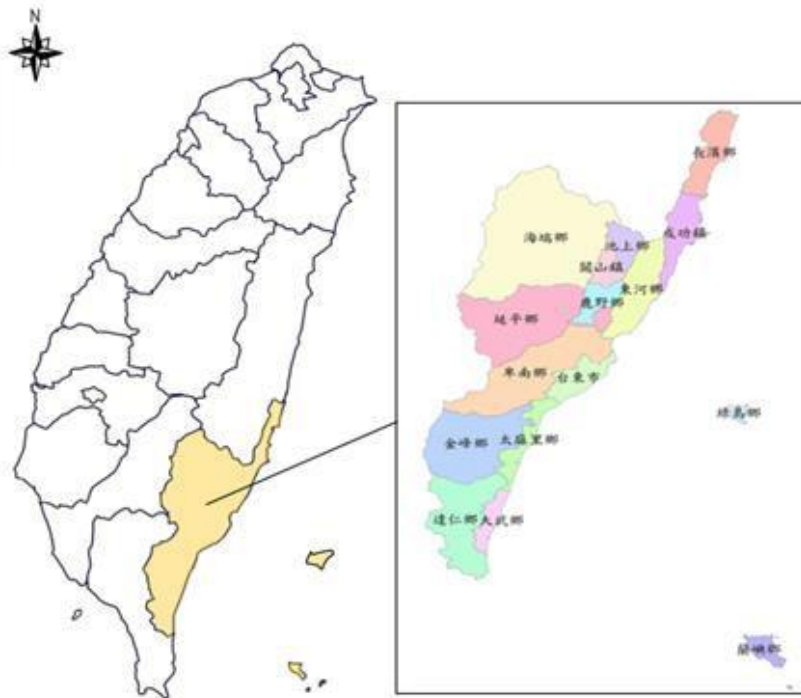 N
長濱鄉
成功鎮
海端鄉
池上鄉
關山鎮
東河鄉
鹿野鄉
延平鄉
卑南鄉
台東市
綠島鄉
金峰鄉
太麻里鄉
達仁鄉
大武鄉
蘭嶼鄉